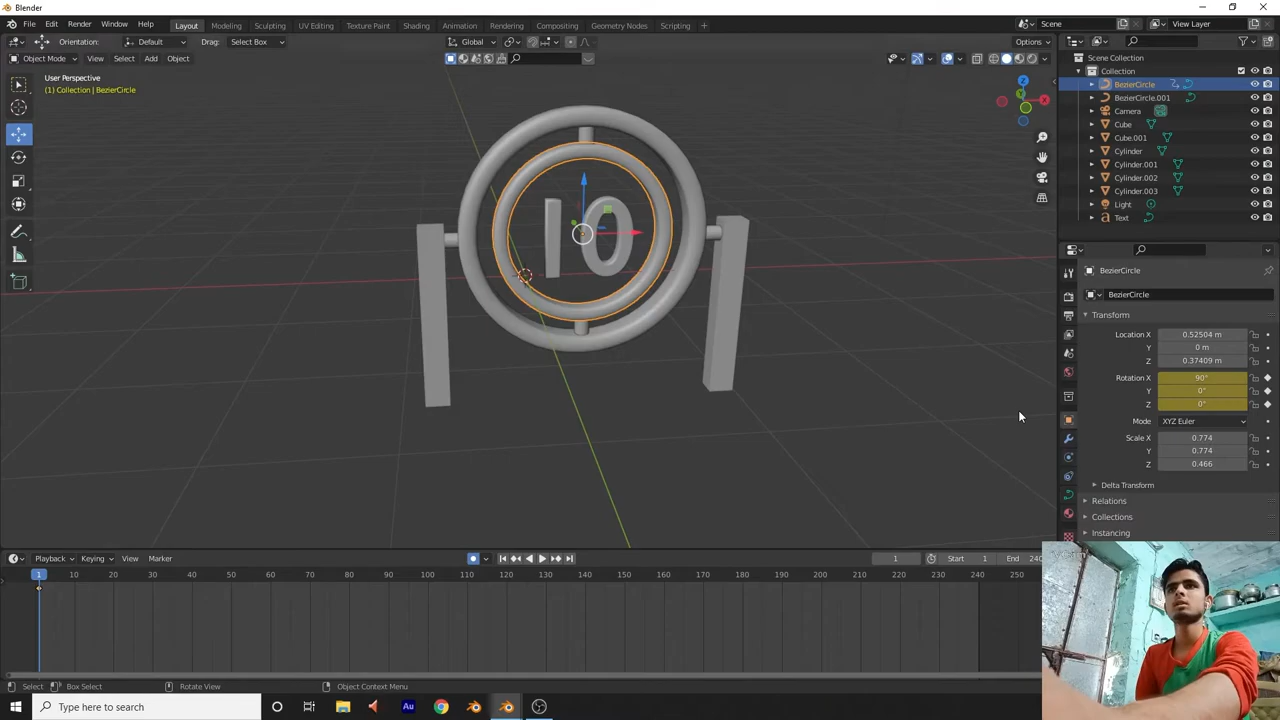 Blender
File Edit Render Window Help Layout Modeling Sculpting UV Editing Texture Paint Shading Animation Rendering Compositing Geometry Nodes Scripting + Scene View Layer
Orientation: Default Drag: Select Box Global Options
Object Mode View Select Add Object
User Perspective
(1) Collection | BezierCircle
Scene Collection
Collection
BezierCircle
BezierCircle.001
Camera
Cube
Cube.001
Cylinder
Cylinder.001
Cylinder.002
Cylinder.003
Light
Text
X
10
BezierCircle
BezierCircle
Transform
Location X 0.52504 m
Y 0 m
Z 0.37409 m
Rotation X 90°
Y 0°
Z 0°
Mode XYZ Euler
Scale X 0.774
Y 0.774
Z 0.466
Delta Transform
Relations
Collections
Instancing
Playback Keying View Marker 1 Start 1 End 240
1 10 20 30 40 50 60 70 80 90 100 110 120 130 140 150 160 170 180 190 200 210 220 230 240 250
Select Box Select Rotate View Object Context Menu
Type here to search Au